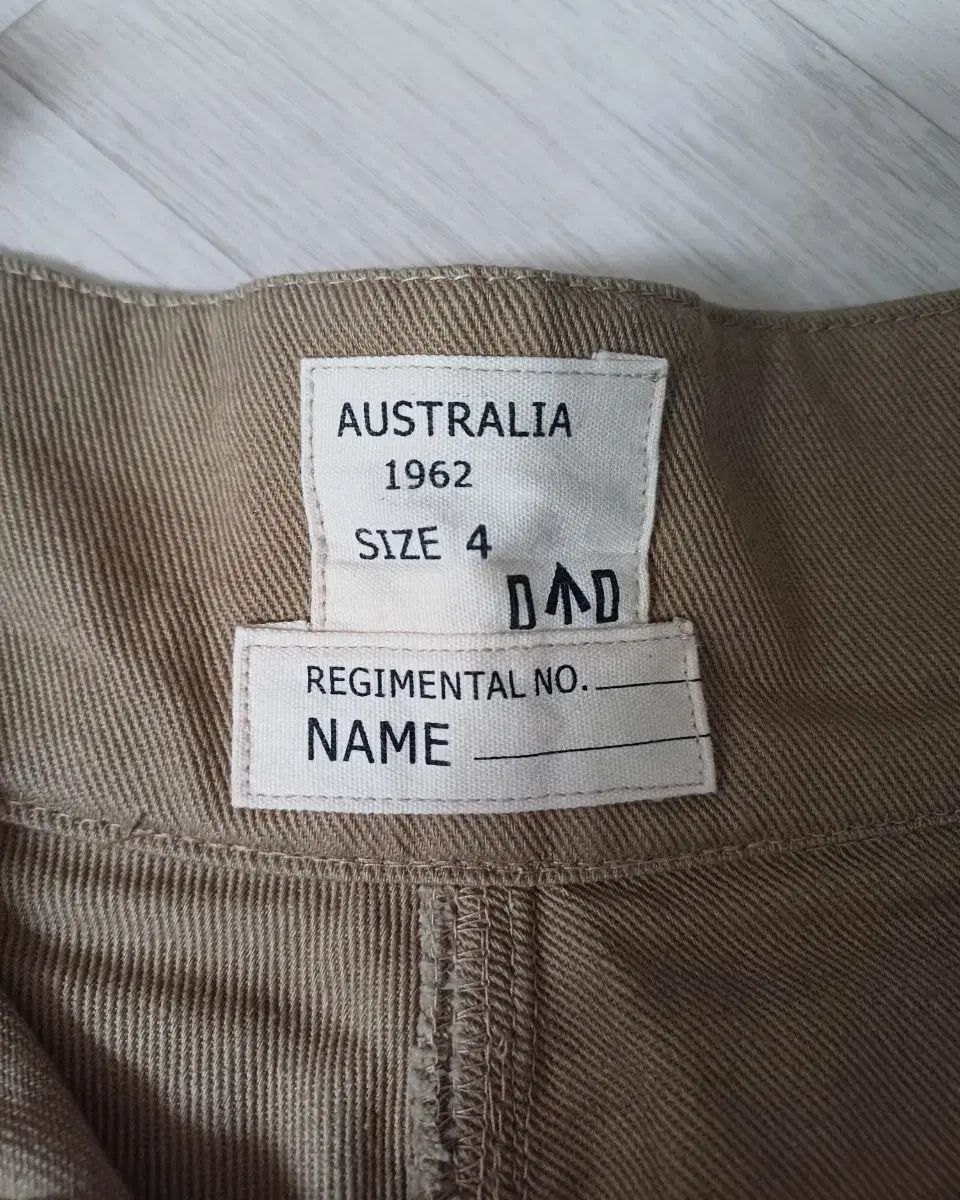 AUSTRALIA
1962
SIZE 4
D↑D
REGIMENTAL NO.
NAME